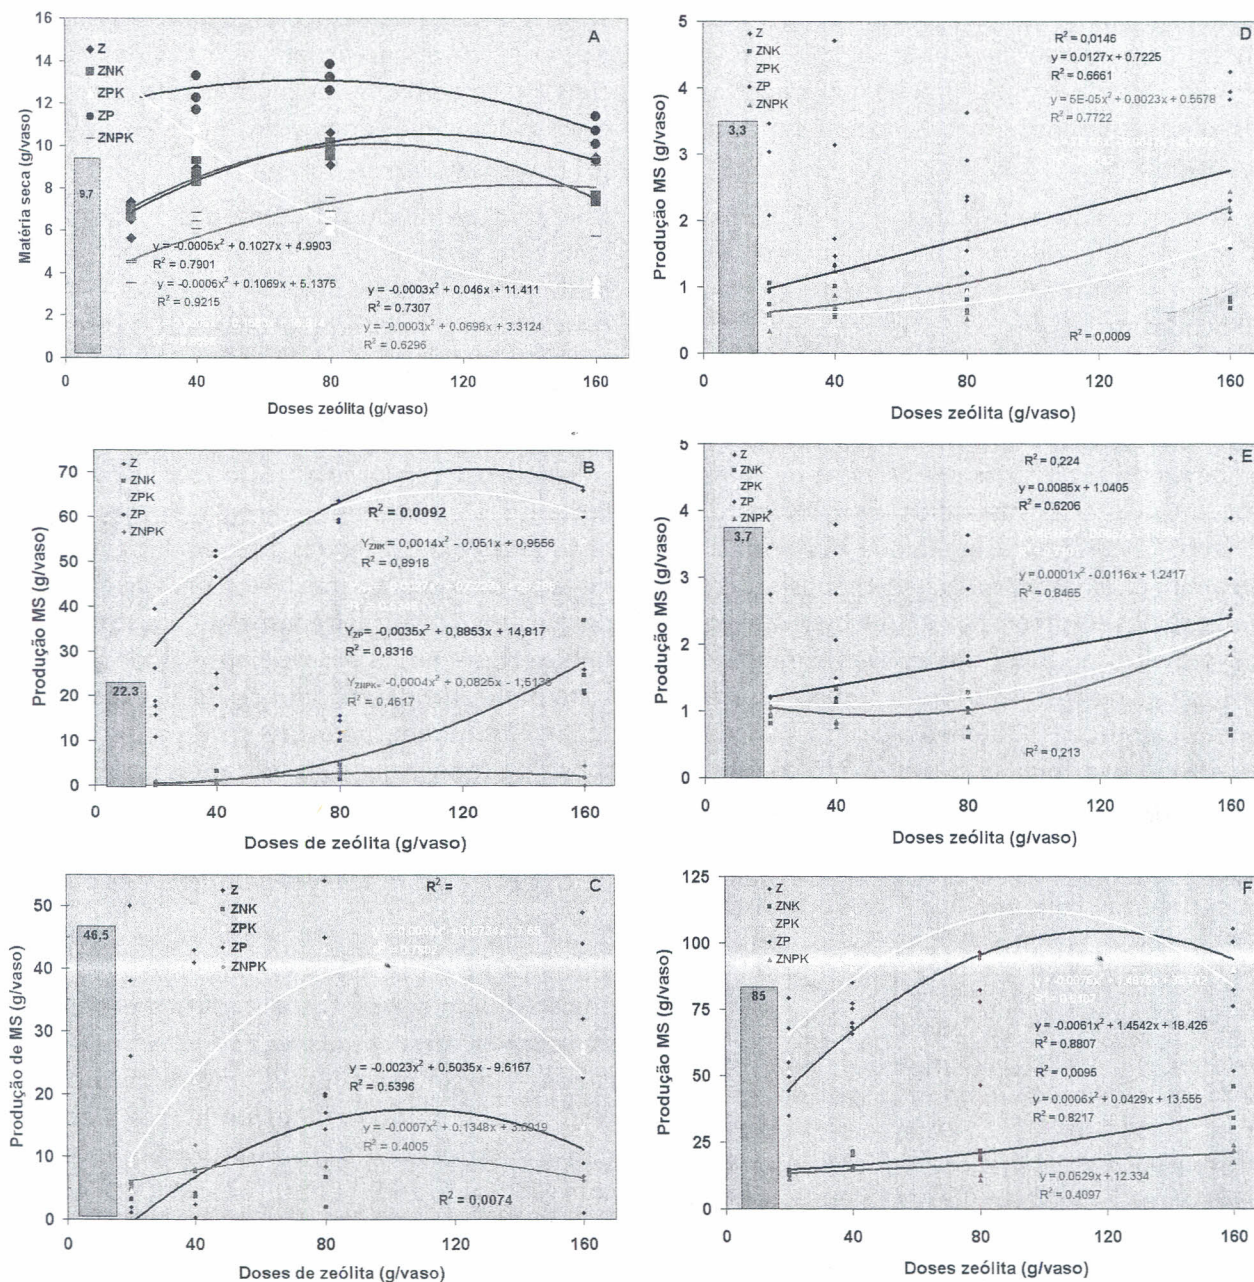 A
16
14
12
10
8
6
4
2
0
Matéria seca (g/vaso)
Z
ZNK
ZPK
ZP
ZNPK
9,7
y = -0.0005x² + 0.1027x + 4.9903
R² = 0.7901
y = -0.0006x² + 0.1069x + 5.1375
R² = 0.9215
y = -0.0003x² + 0.046x + 11.411
R² = 0.7307
y = -0.0003x² + 0.0698x + 3.3124
R² = 0.6296
0 40 80 120 160
Doses zeólita (g/vaso)
D
5
4
3
2
1
0
Produção MS (g/vaso)
Z
ZNK
ZPK
ZP
ZNPK
3,3
R² = 0,0146
y = 0.0127x + 0.7225
R² = 0.6661
y = 5E-05x² + 0.0023x + 0.5578
R² = 0.7722
R² = 0,0009
0 40 80 120 160
Doses zeólita (g/vaso)
B
70
60
50
40
30
20
10
0
Produção MS (g/vaso)
Z
ZNK
ZPK
ZP
ZNPK
22.3
R² = 0.0092
YZNK = 0,0014x² - 0,051x + 0,9556
R² = 0,8918
YZP = -0,0035x² + 0,8853x + 14,817
R² = 0,8316
YZNPK= -0,0004x² + 0,0825x - 1,5138
R² = 0.4617
0 40 80 120 160
Doses de zeólita (g/vaso)
E
5
4
3
2
1
0
Produção MS (g/vaso)
Z
ZNK
ZPK
ZP
ZNPK
3,7
R² = 0,224
y = 0.0085x + 1.0405
R² = 0.6206
y = 0.0001x² - 0.0116x + 1.2417
R² = 0.8465
R² = 0,213
0 40 80 120 160
Doses zeólita (g/vaso)
C
50
40
30
20
10
0
Produção de MS (g/vaso)
Z
ZNK
ZPK
ZP
ZNPK
46,5
R² =
y = -0.0023x² + 0.5035x - 9.5167
R² = 0.5396
y = -0.0007x² + 0.1348x +
R² = 0.4005
R² = 0,0074
0 40 80 120 160
Doses de zeólita (g/vaso)
F
125
100
75
50
25
0
Produção MS (g/vaso)
Z
ZNK
ZPK
ZP
ZNPK
85
y = -0.0061x² + 1.4542x + 18.426
R² = 0.8807
R² = 0,0095
y = 0.0006x² + 0.0429x + 13.555
R² = 0.8217
y = 0.0529x + 12.334
R² = 0.4097
0 40 80 120 160
Doses zeólita (g/vaso)